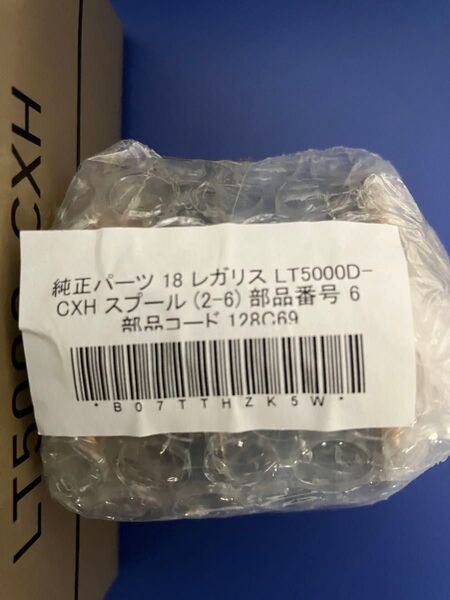 純正パーツ 18 レガリス LT5000D-
CXH スプール (2-6) 部品番号 6
部品コード 128C69
*B07TTHZK5W*
CXH